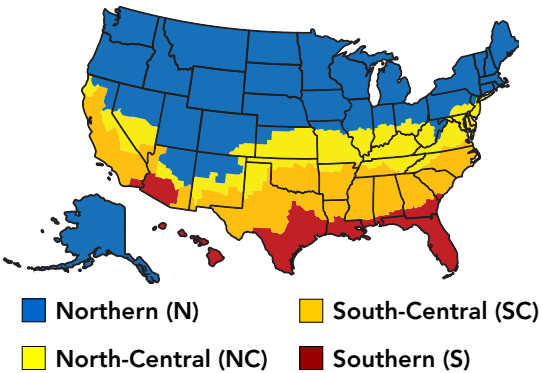 Northern (N)
South-Central (SC)
North-Central (NC)
Southern (S)